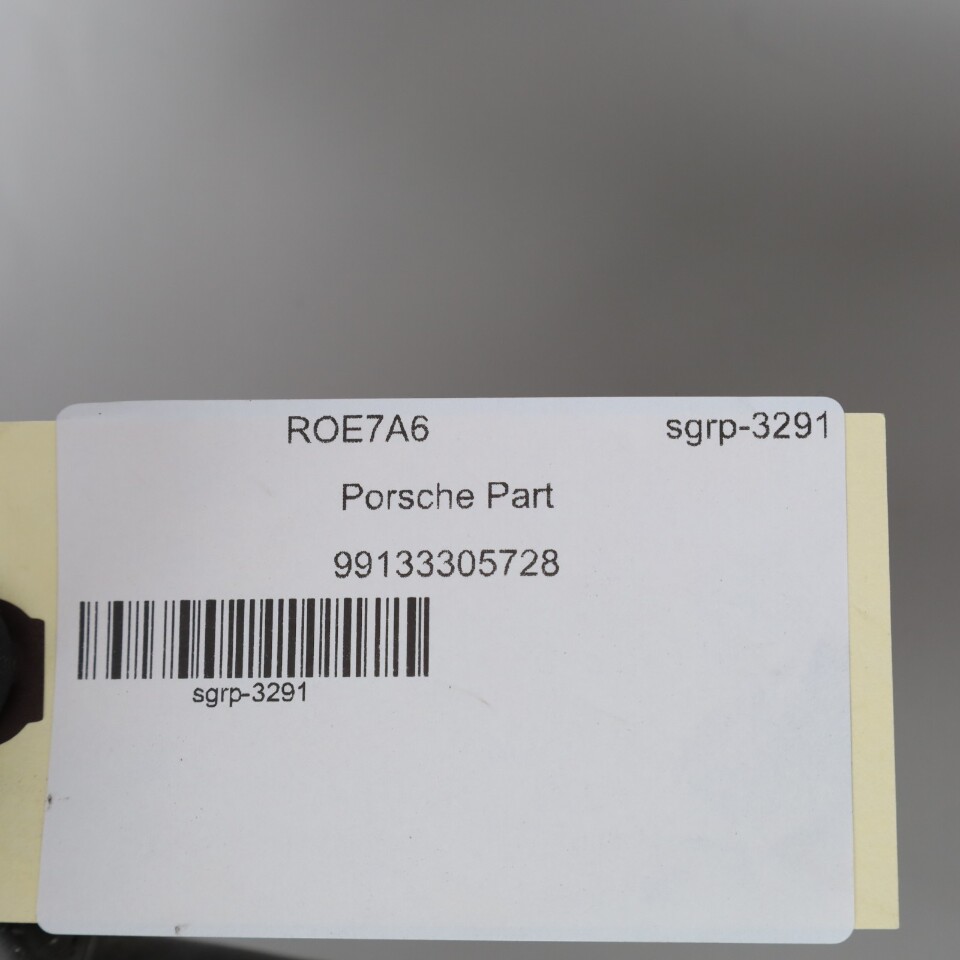 ROE7A6 sgrp-3291
Porsche Part
99133305728
sgrp-3291